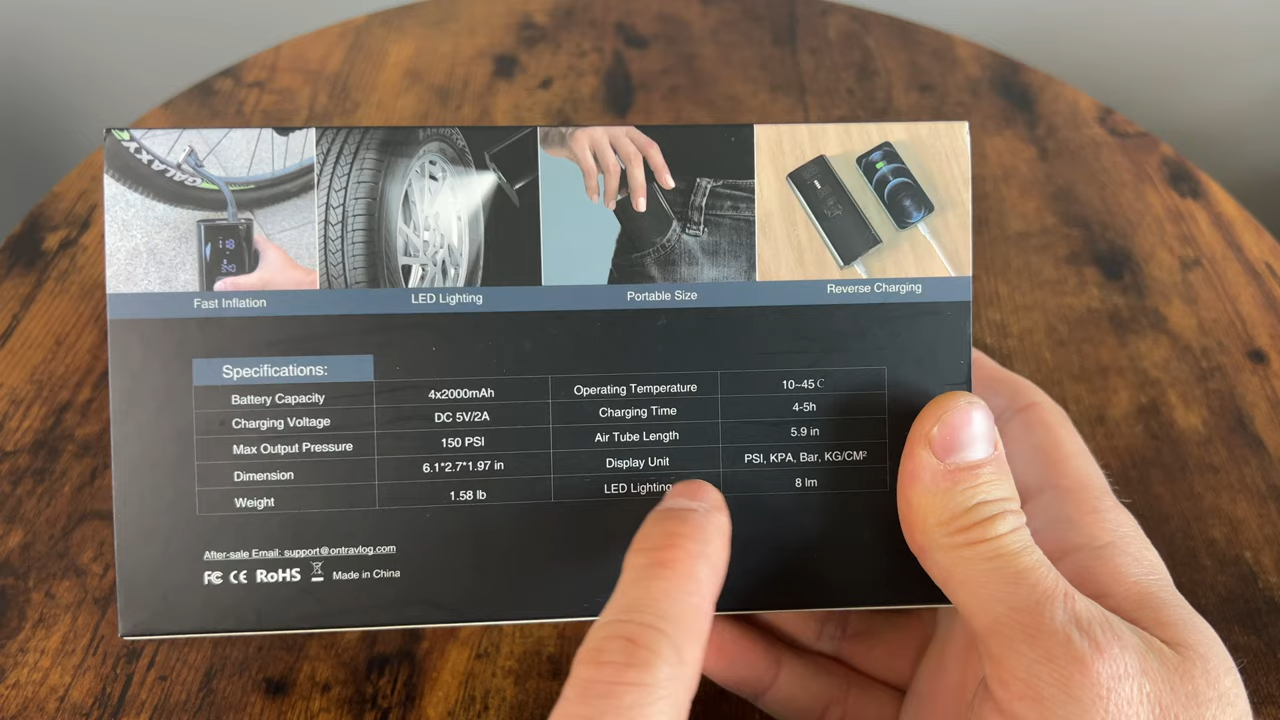 GALAXY
Fast Inflation
LED Lighting
Portable Size
Reverse Charging
Specifications:
Battery Capacity 4x2000mAh Operating Temperature 10~45℃
Charging Voltage DC 5V/2A Charging Time 4-5h
Max Output Pressure 150 PSI Air Tube Length 5.9 in
Dimension 6.1*2.7*1.97 in Display Unit PSI, KPA, Bar, KG/CM²
Weight 1.58 lb LED Lighting 8 lm
After-sale Email: support@ontravlog.com
FC CE RoHS Made in China